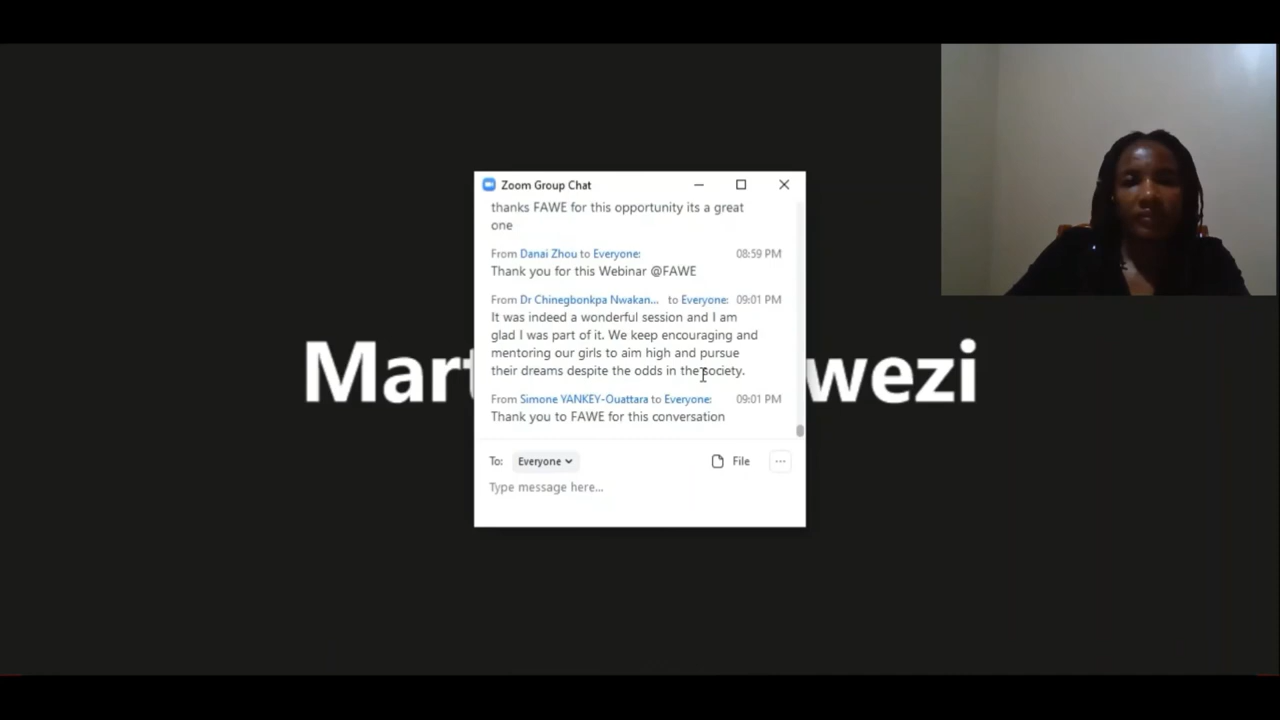 Zoom Group Chat
thanks FAWE for this opportunity its a great
one
From Danai Zhou to Everyone: 08:59 PM
Thank you for this Webinar @FAWE
From Dr Chinegbonkpa Nwakan... to Everyone: 09:01 PM
It was indeed a wonderful session and I am
glad I was part of it. We keep encouraging and
mentoring our girls to aim high and pursue
their dreams despite the odds in the society.
From Simone YANKEY-Ouattara to Everyone: 09:01 PM
Thank you to FAWE for this conversation
To: Everyone File ...
Type message here...